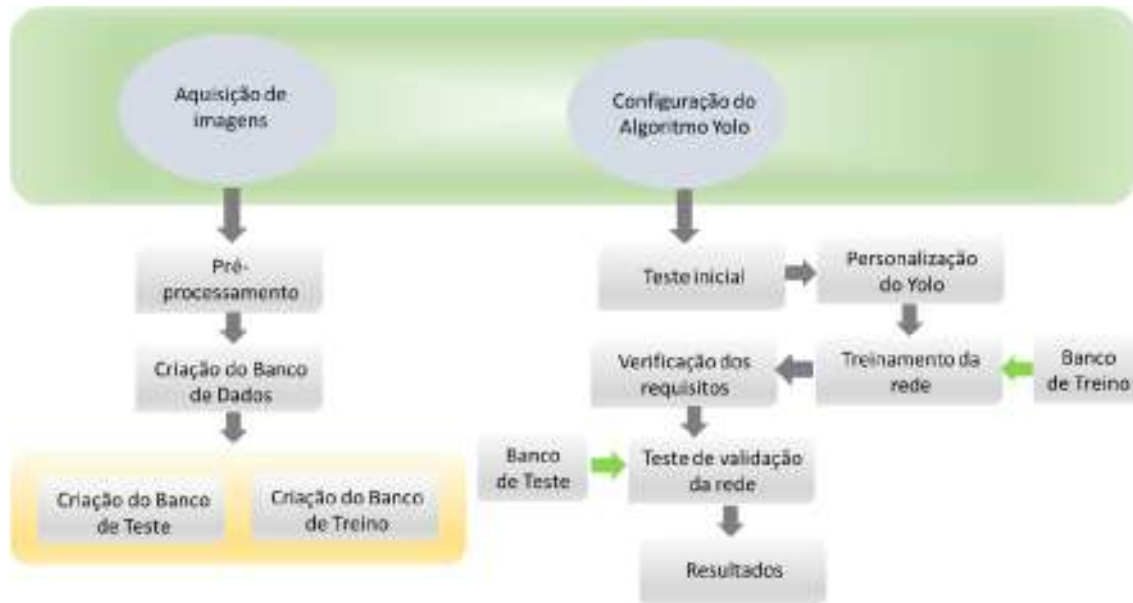 Aquisição de
imagens
Configuração do
Algoritmo Yolo
Pré-
processamento
Teste inicial
Personalização
do Yolo
Criação do Banco
de Dados
Verificação dos
requisitos
Treinamento da
rede
Banco
de Treino
Criação do Banco
de Teste
Criação do Banco
de Treino
Banco
de Teste
Teste de validação
da rede
Resultados